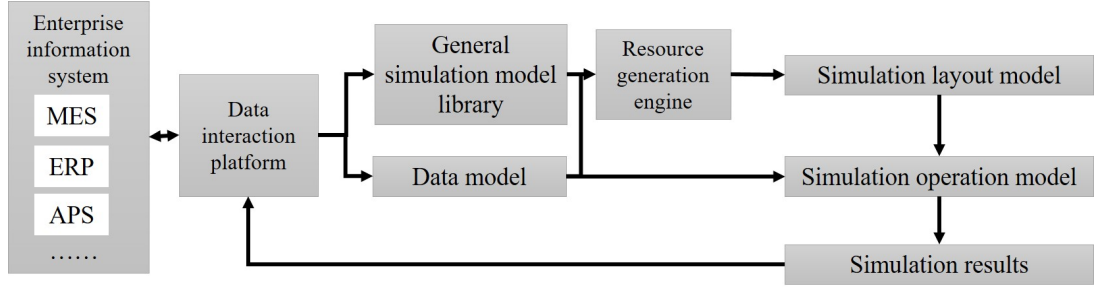 Enterprise
information
system
MES
ERP
APS
……
Data
interaction
platform
General
simulation model
library
Data model
Resource
generation
engine
Simulation layout model
Simulation operation model
Simulation results